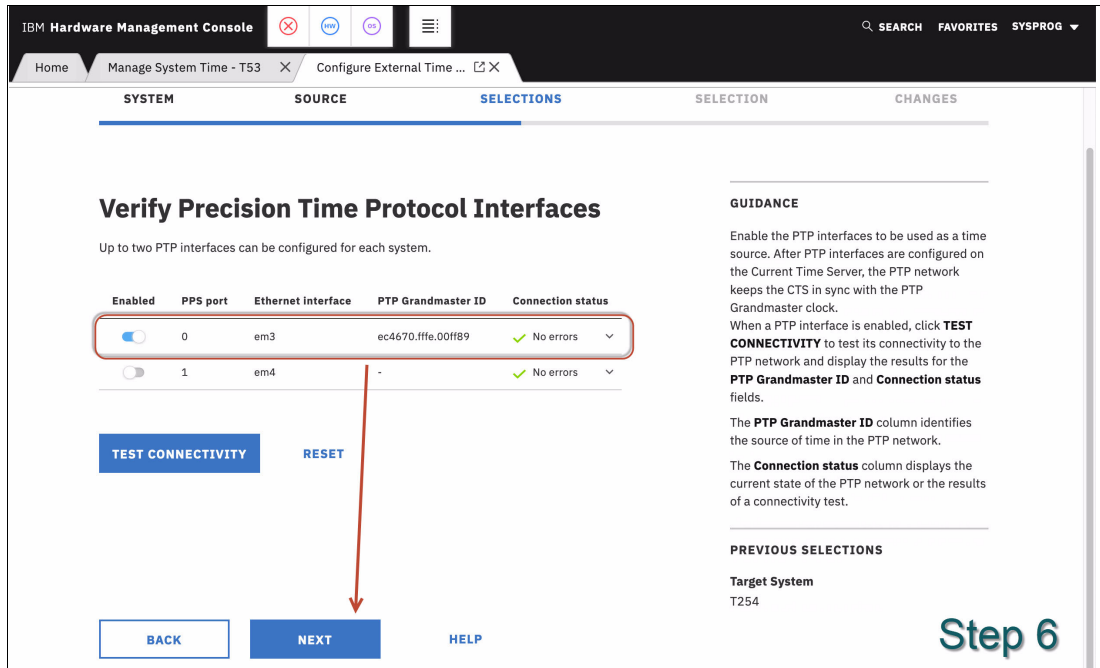 IBM Hardware Management Console
HW
OS
SEARCH FAVORITES SYSPROG
Home
Manage System Time - T53
Configure External Time ...
SYSTEM SOURCE SELECTIONS SELECTION CHANGES
Verify Precision Time Protocol Interfaces
Up to two PTP interfaces can be configured for each system.
Enabled PPS port Ethernet interface PTP Grandmaster ID Connection status
0 em3 ec4670.fffe.00ff89 No errors
1 em4 - No errors
TEST CONNECTIVITY RESET
BACK NEXT HELP
GUIDANCE
Enable the PTP interfaces to be used as a time
source. After PTP interfaces are configured on
the Current Time Server, the PTP network
keeps the CTS in sync with the PTP
Grandmaster clock.
When a PTP interface is enabled, click TEST
CONNECTIVITY to test its connectivity to the
PTP network and display the results for the
PTP Grandmaster ID and Connection status
fields.
The PTP Grandmaster ID column identifies
the source of time in the PTP network.
The Connection status column displays the
current state of the PTP network or the results
of a connectivity test.
PREVIOUS SELECTIONS
Target System
T254
Step 6